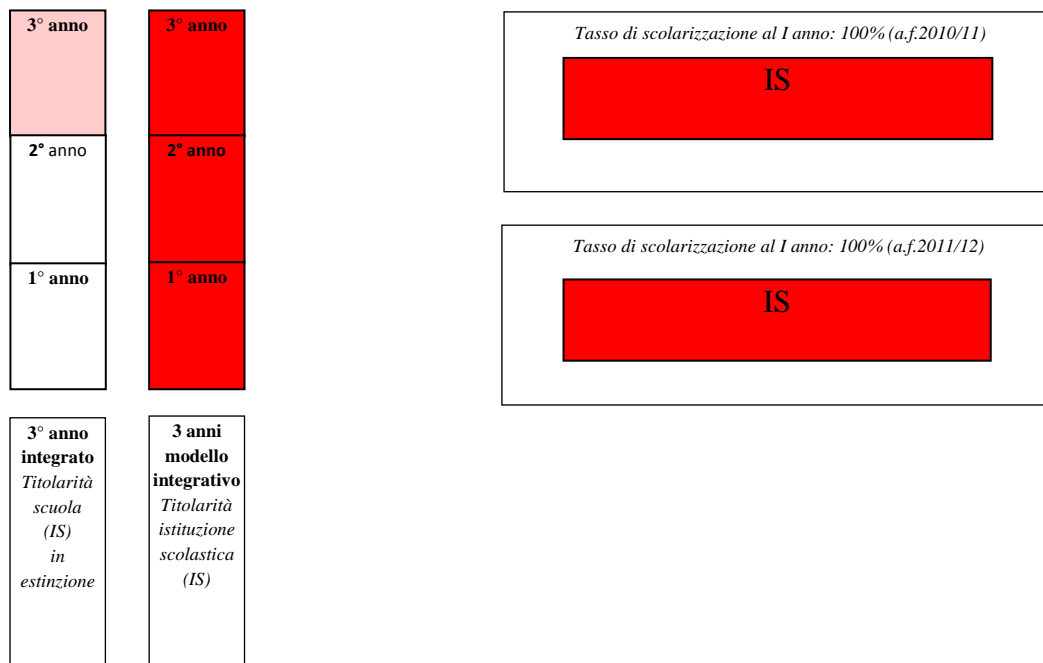 3° anno
2° anno
1° anno
3° anno
integrato
Titolarità
scuola
(IS)
in
estinzione
3° anno
2° anno
1° anno
3 anni
modello
integrativo
Titolarità
istituzione
scolastica
(IS)
Tasso di scolarizzazione al I anno: 100% (a.f.2010/11)
IS
Tasso di scolarizzazione al I anno: 100% (a.f.2011/12)
IS